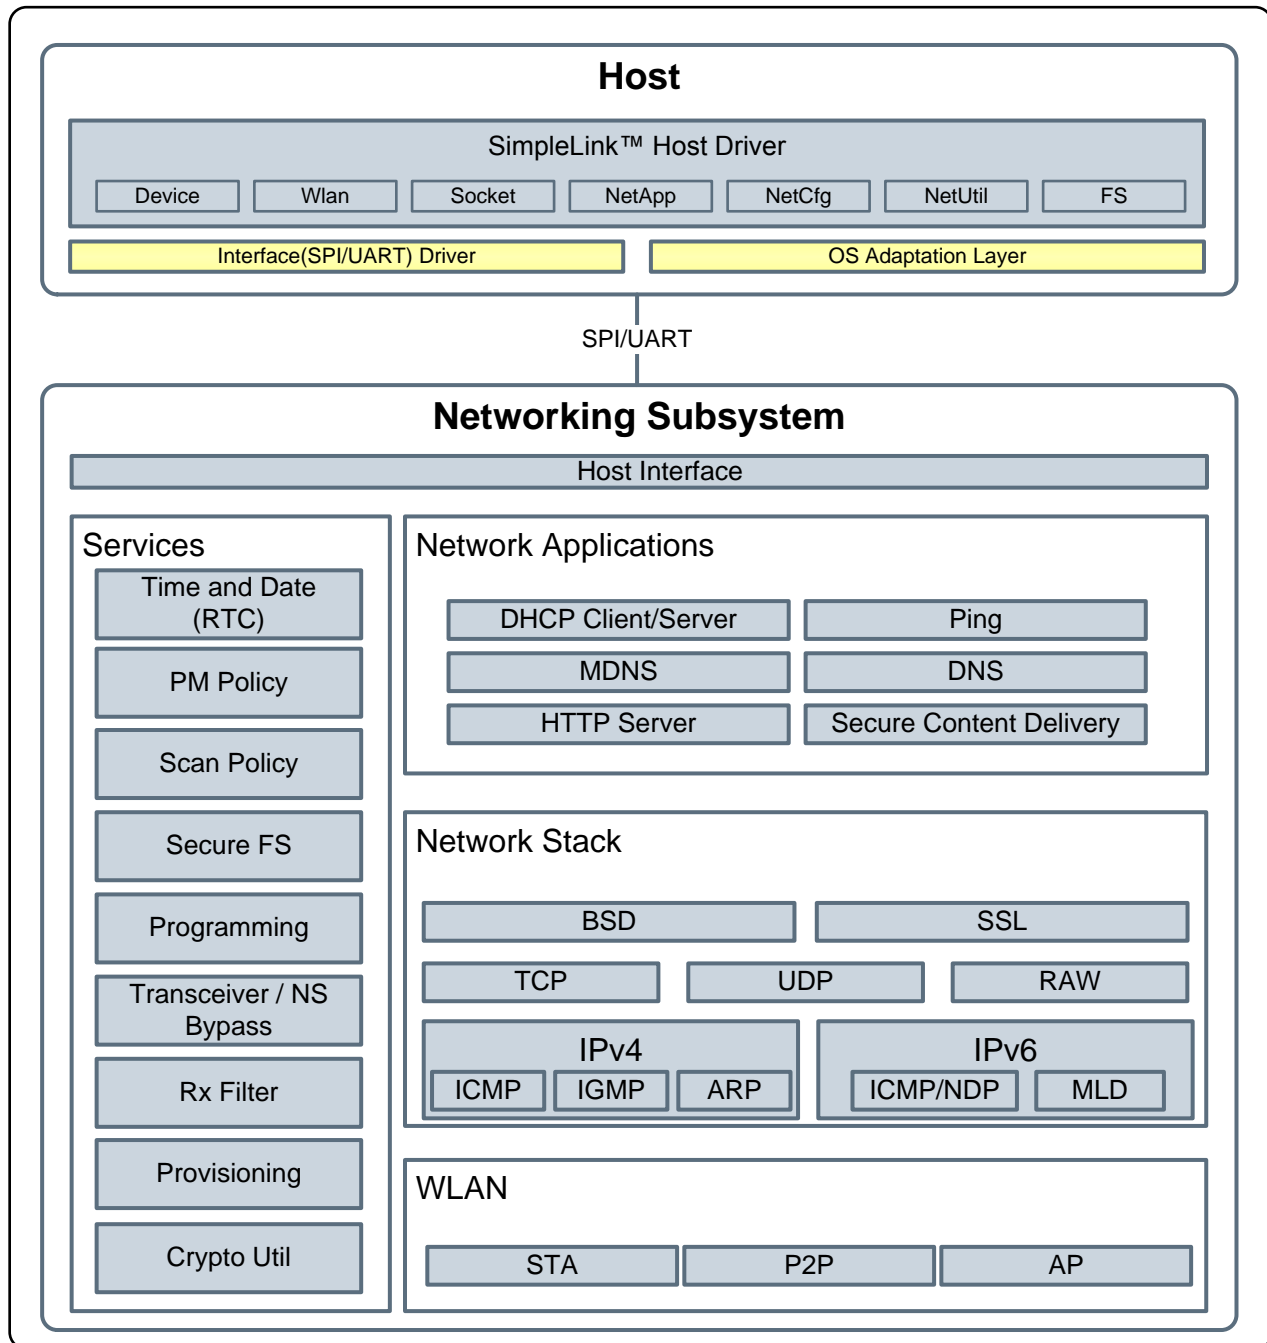 Host
SimpleLink™ Host Driver
Device
Wlan
Socket
NetApp
NetCfg
NetUtil
FS
Interface(SPI/UART) Driver
OS Adaptation Layer
SPI/UART
Networking Subsystem
Host Interface
Services
Time and Date
(RTC)
PM Policy
Scan Policy
Secure FS
Programming
Transceiver / NS
Bypass
Rx Filter
Provisioning
Crypto Util
Network Applications
DHCP Client/Server
Ping
MDNS
DNS
HTTP Server
Secure Content Delivery
Network Stack
BSD
SSL
TCP
UDP
RAW
IPv4
ICMP
IGMP
ARP
IPv6
ICMP/NDP
MLD
WLAN
STA
P2P
AP